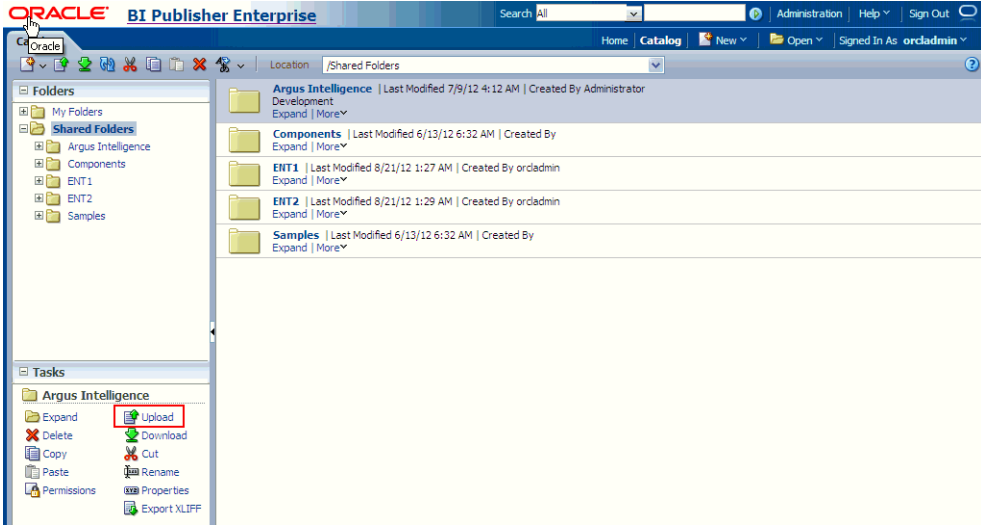 ORACLE BI Publisher Enterprise Search All Administration Help Sign Out
Oracle
Home Catalog New Open Signed In As orcladmin
Location /Shared Folders
Folders
My Folders
Shared Folders
Argus Intelligence
Components
ENT1
ENT2
Samples
Argus Intelligence | Last Modified 7/9/12 4:12 AM | Created By Administrator
Development
Expand | More
Components | Last Modified 6/13/12 6:32 AM | Created By
Expand | More
ENT1 | Last Modified 8/21/12 1:27 AM | Created By orcladmin
Expand | More
ENT2 | Last Modified 8/21/12 1:29 AM | Created By orcladmin
Expand | More
Samples | Last Modified 6/13/12 6:32 AM | Created By
Expand | More
Tasks
Argus Intelligence
Expand Upload
Delete Download
Copy Cut
Paste Rename
Permissions Properties
Export XLIFF